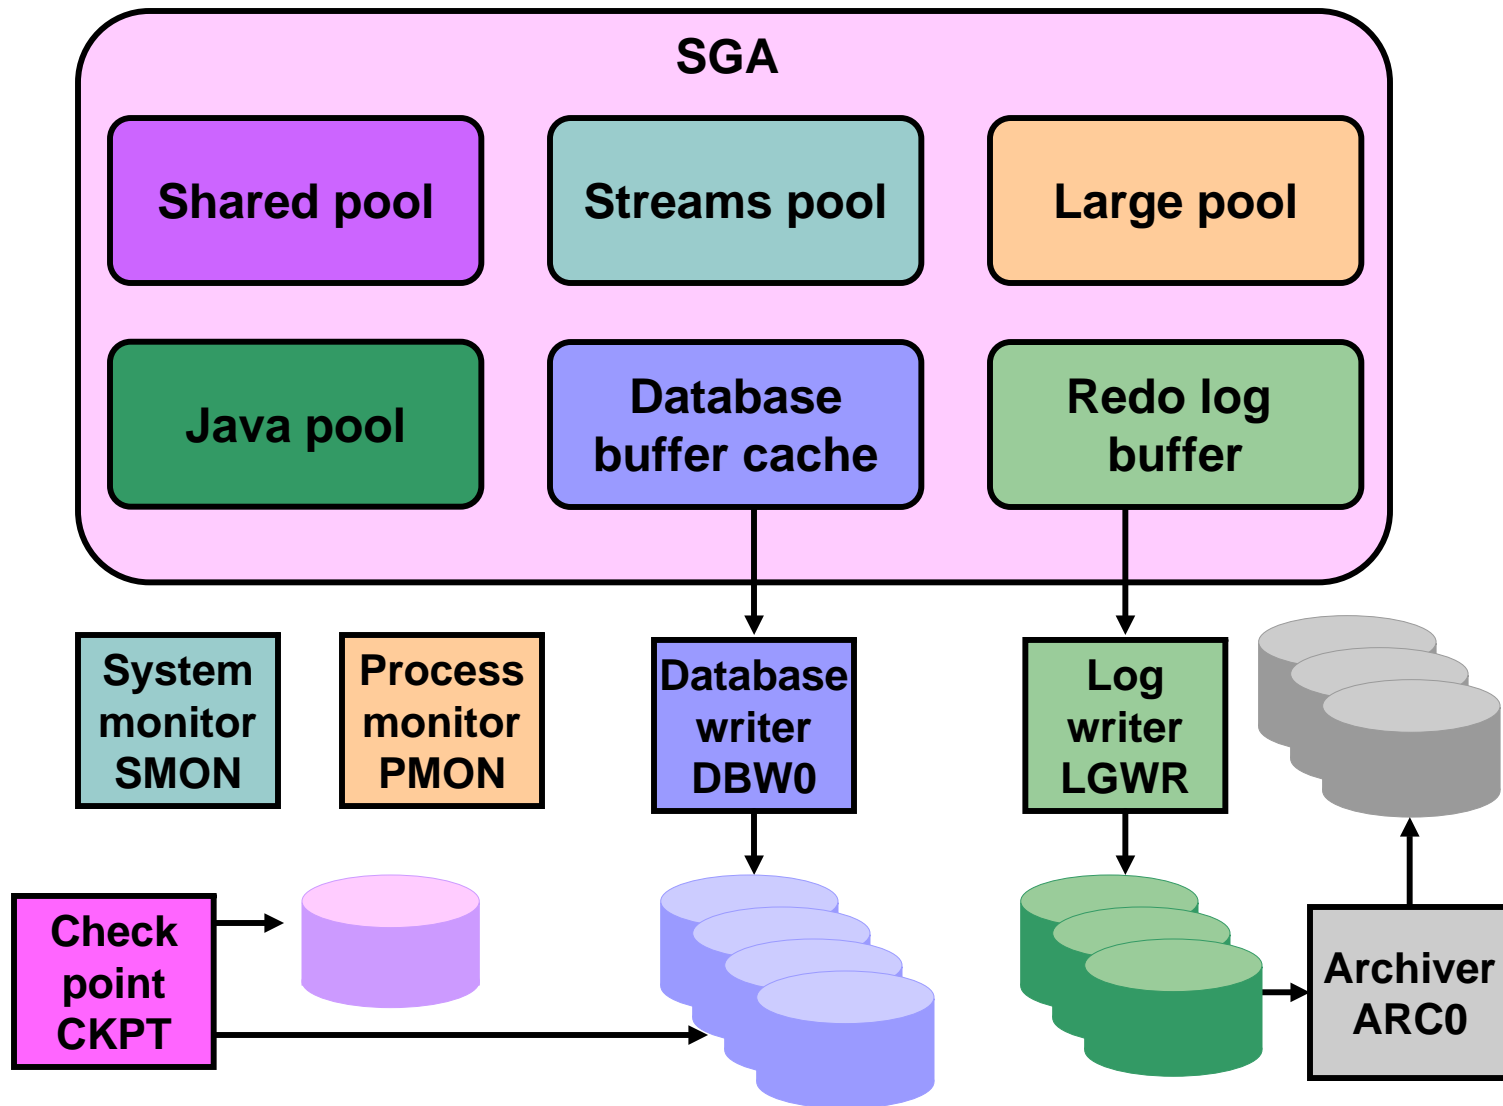 SGA
Shared pool
Streams pool
Large pool
Java pool
Database
buffer cache
Redo log
buffer
System
monitor
SMON
Process
monitor
PMON
Database
writer
DBW0
Log
writer
LGWR
Check
point
CKPT
Archiver
ARC0